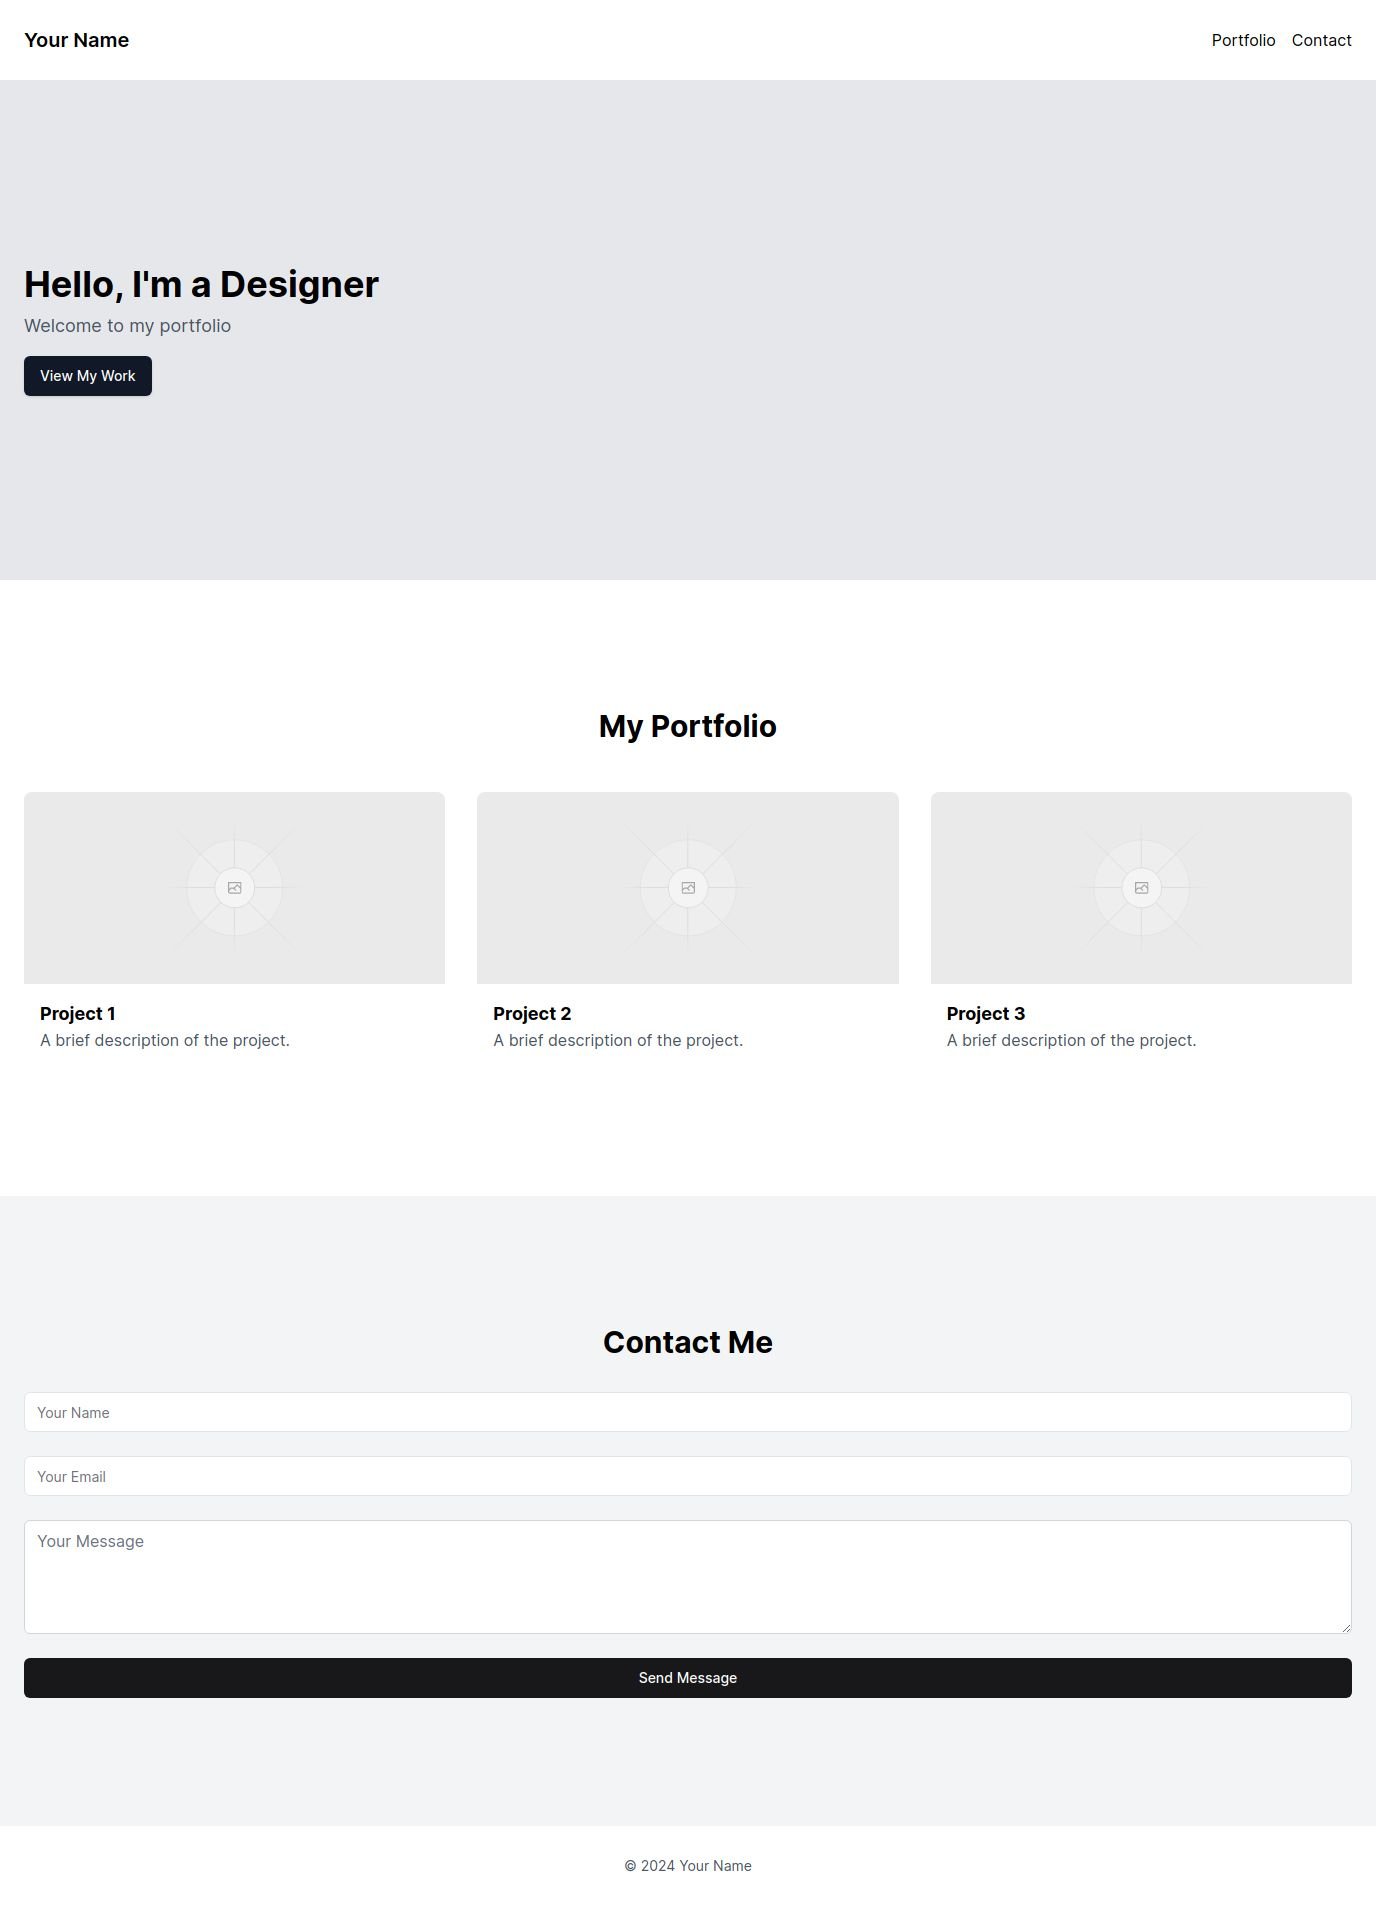 Your Name
Portfolio Contact
Hello, I'm a Designer
Welcome to my portfolio
View My Work
My Portfolio
Project 1
A brief description of the project.
Project 2
A brief description of the project.
Project 3
A brief description of the project.
Contact Me
Your Name
Your Email
Your Message
Send Message
© 2024 Your Name